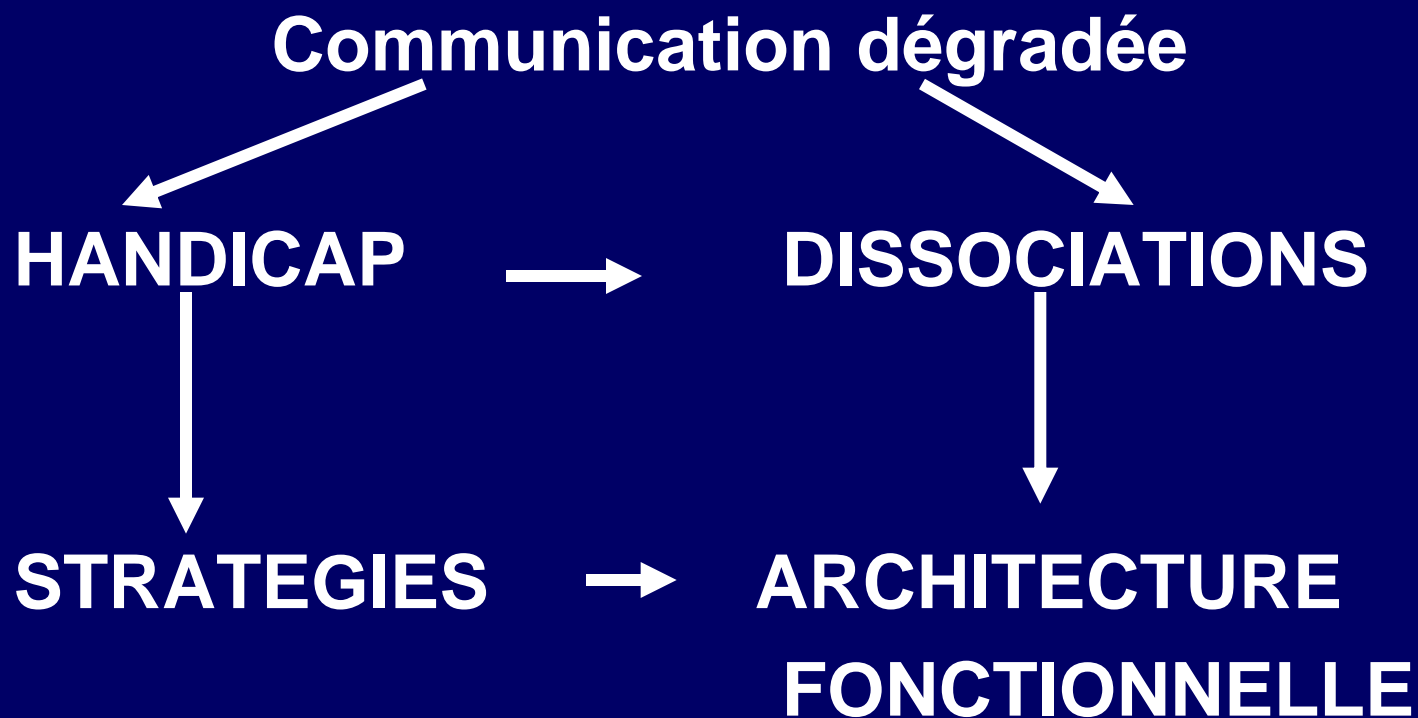 Communication dégradée
HANDICAP
DISSOCIATIONS
STRATEGIES
ARCHITECTURE
FONCTIONNELLE